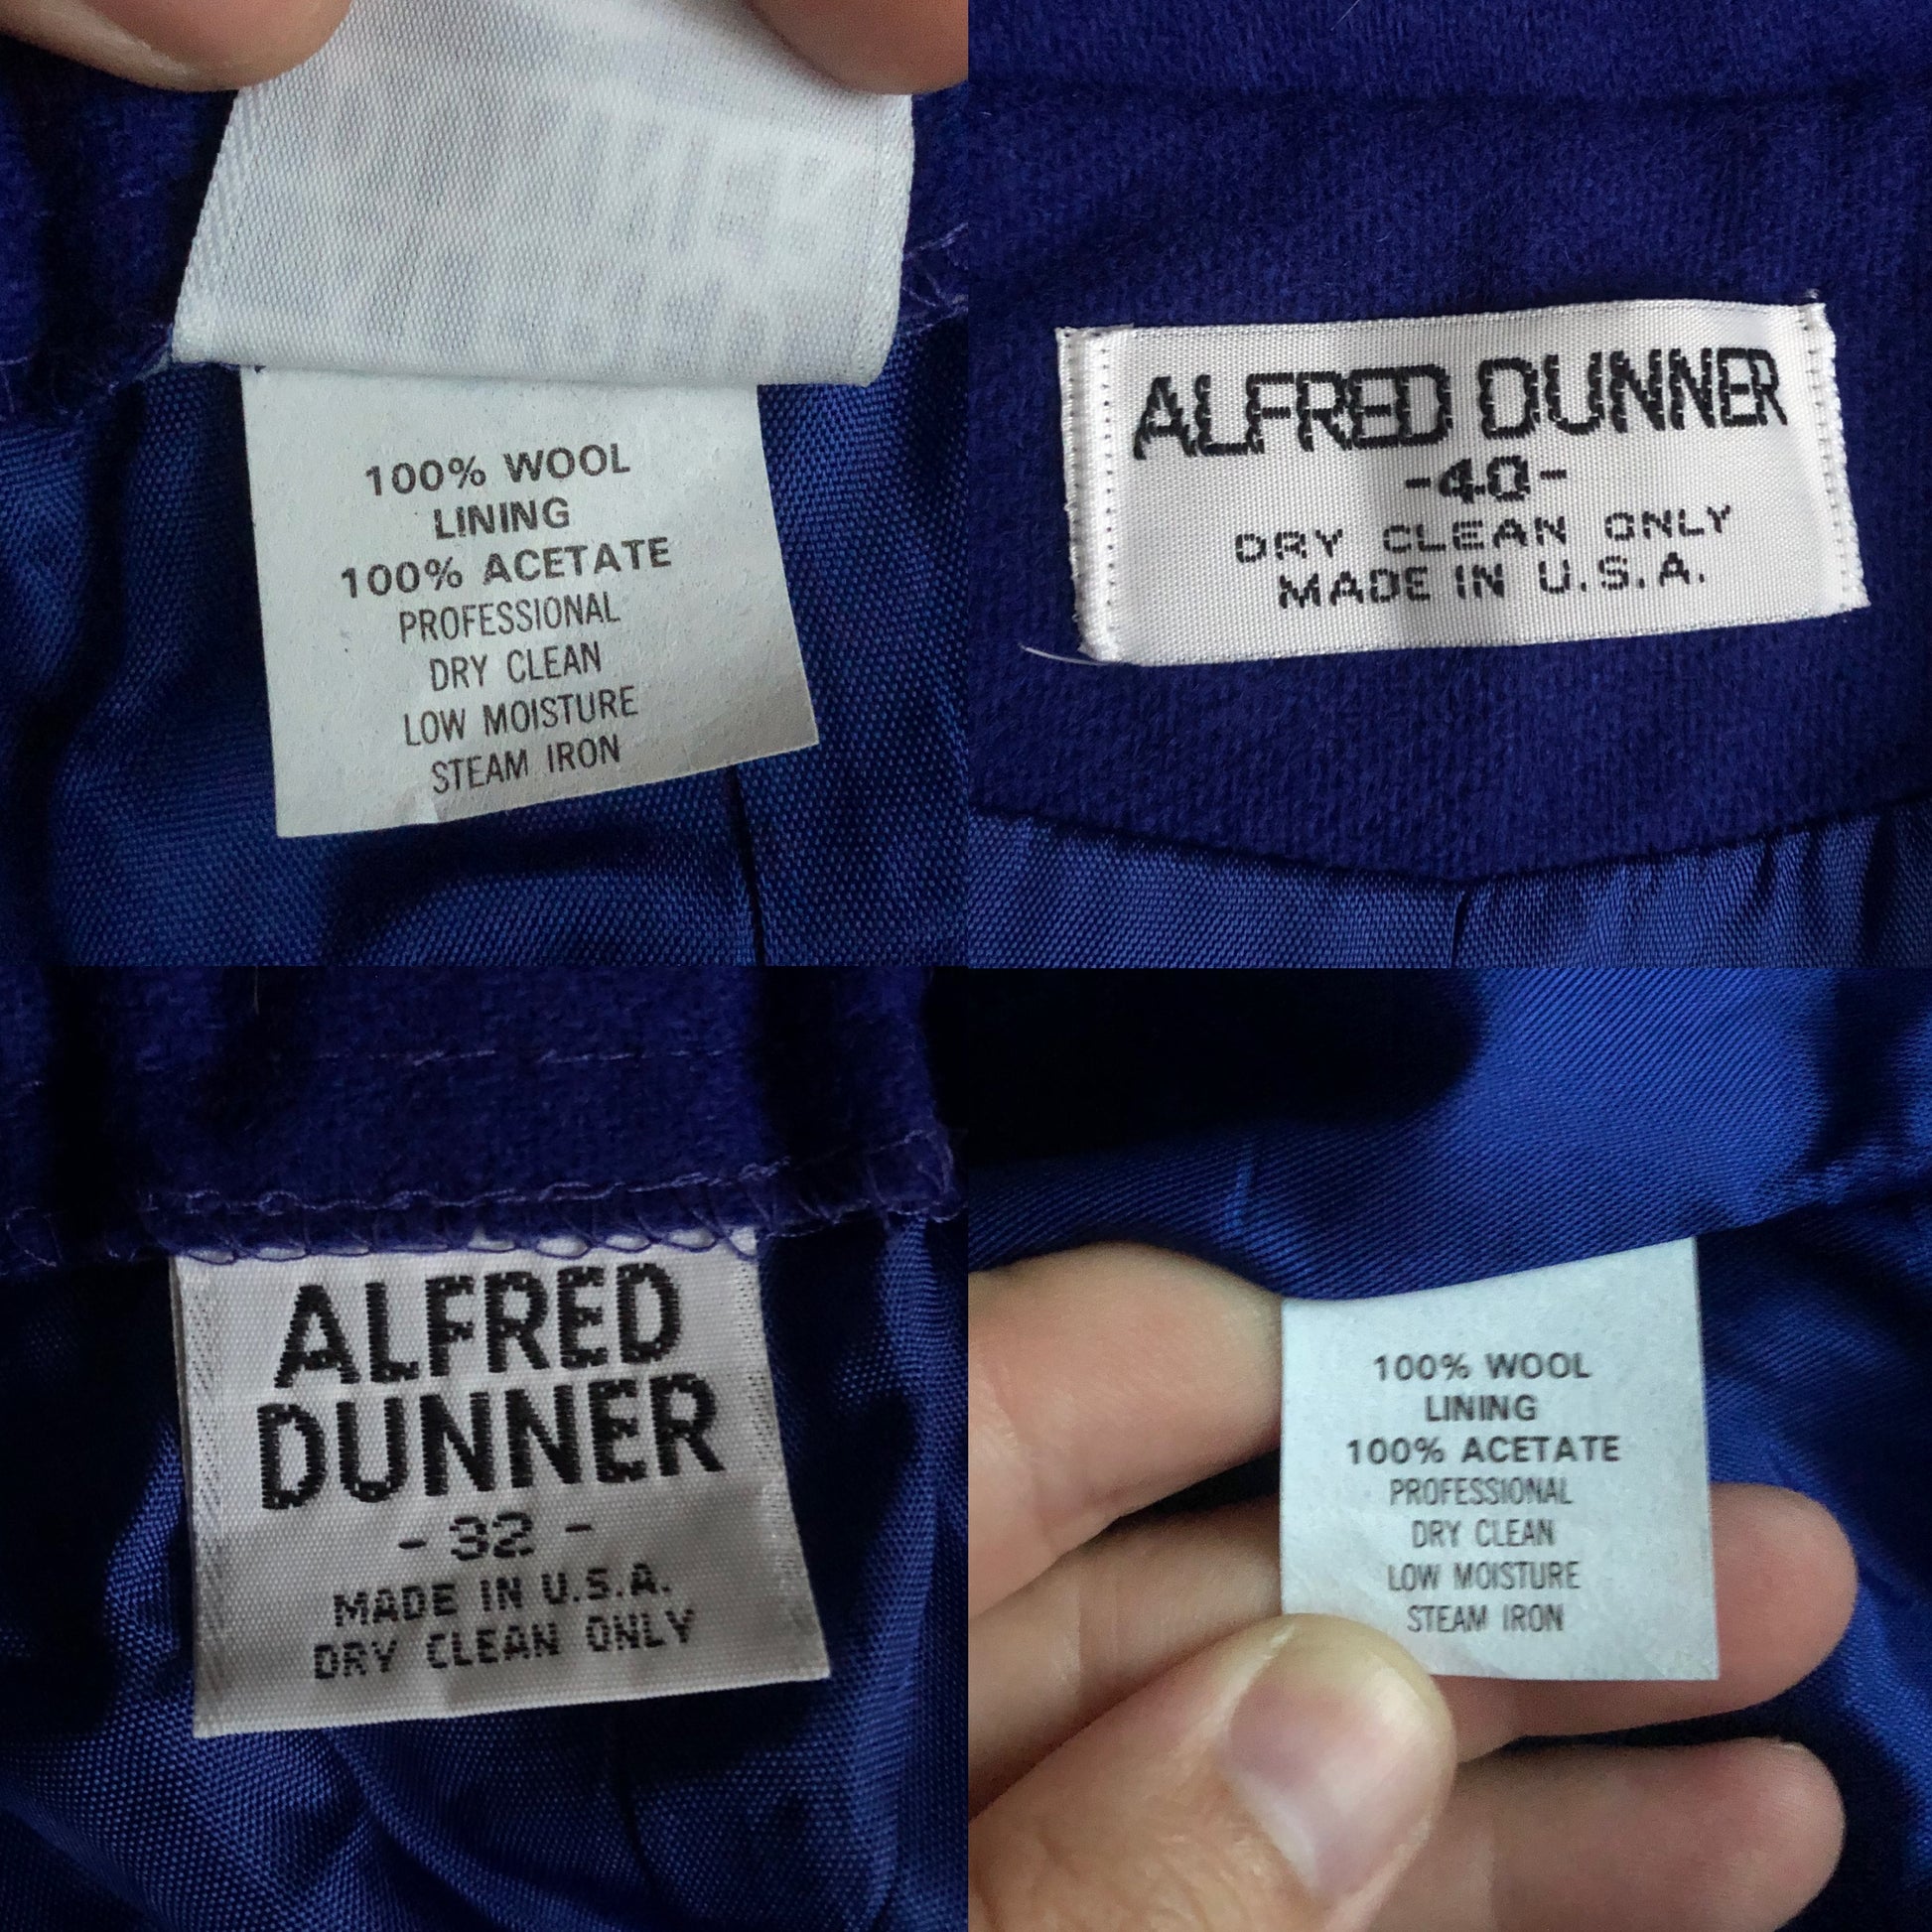 100% WOOL
LINING
100% ACETATE
PROFESSIONAL
DRY CLEAN
LOW MOISTURE
STEAM IRON
ALFRED DUNNER
-40-
DRY CLEAN ONLY
MADE IN U.S.A.
ALFRED
DUNNER
- 32 -
MADE IN U.S.A.
DRY CLEAN ONLY
100% WOOL
LINING
100% ACETATE
PROFESSIONAL
DRY CLEAN
LOW MOISTURE
STEAM IRON